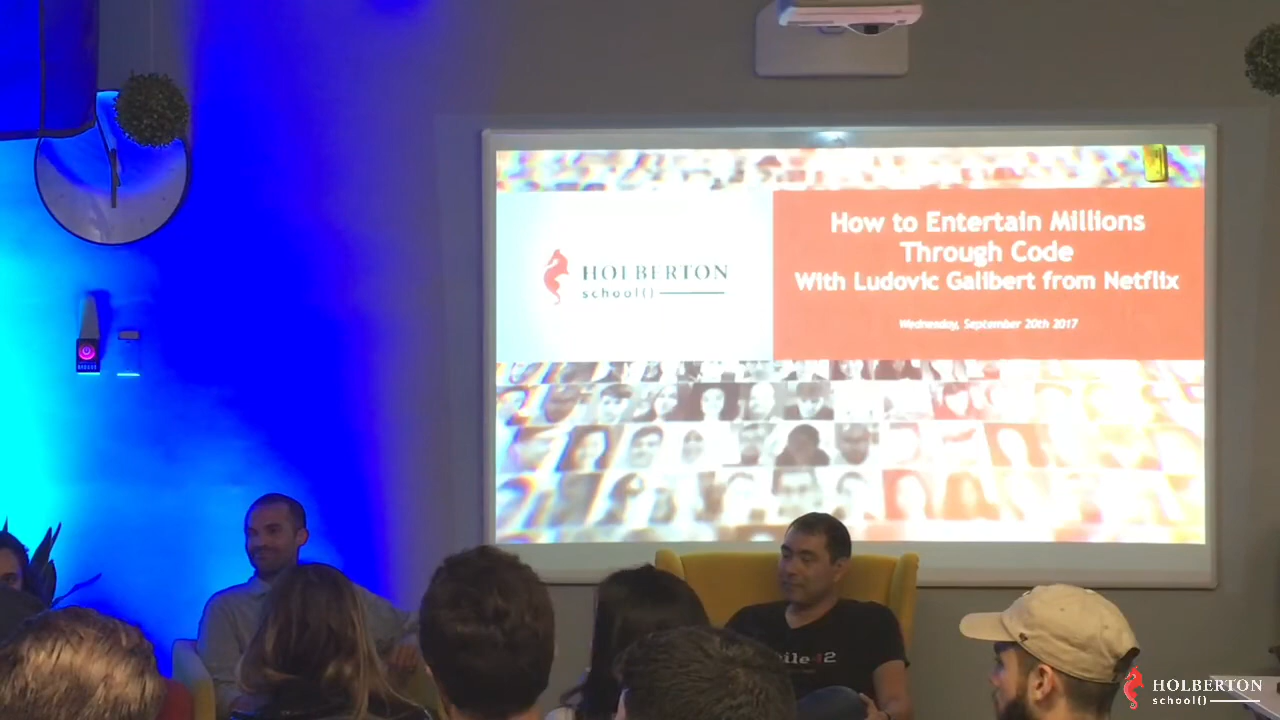 How to Entertain Millions
Through Code
With Ludovic Galibert from Netflix
Wednesday, September 20th 2017
HOLBERTON
school()
HOLBERTON
school()